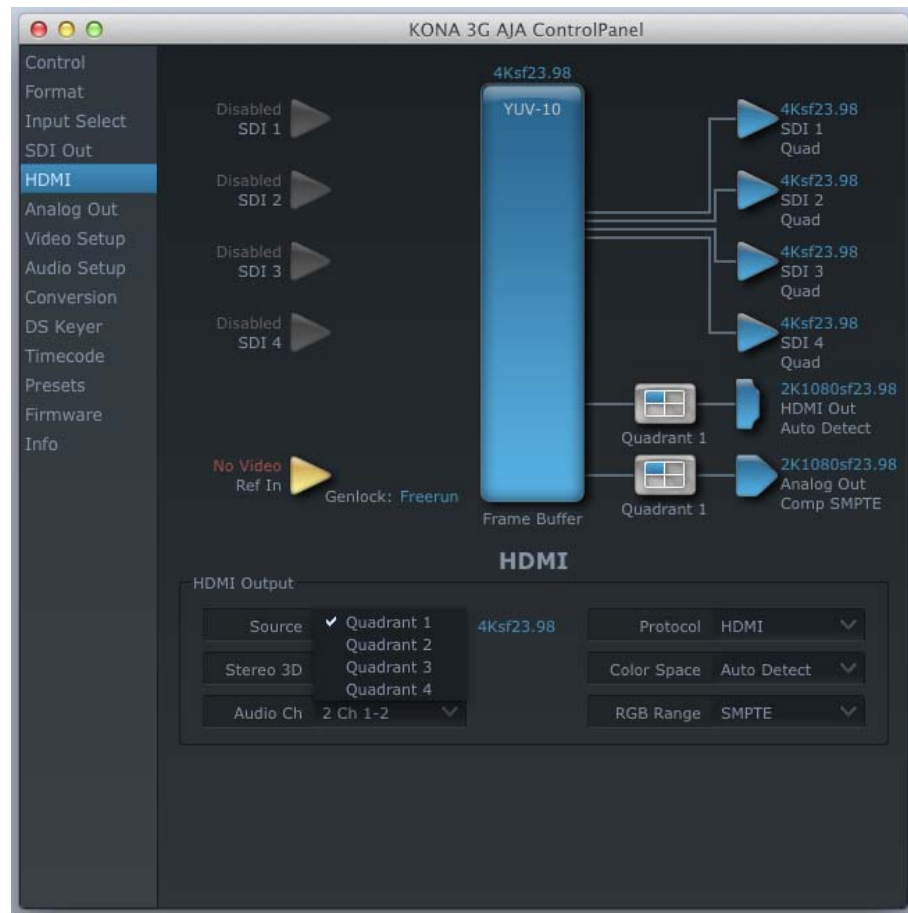 KONA 3G AJA ControlPanel
Control
Format
Input Select
SDI Out
HDMI
Analog Out
Video Setup
Audio Setup
Conversion
DS Keyer
Timecode
Presets
Firmware
Info
4Ksf23.98
YUV-10
Frame Buffer
Disabled
SDI 1
Disabled
SDI 2
Disabled
SDI 3
Disabled
SDI 4
No Video
Ref In
Genlock: Freerun
4Ksf23.98
SDI 1
Quad
4Ksf23.98
SDI 2
Quad
4Ksf23.98
SDI 3
Quad
4Ksf23.98
SDI 4
Quad
Quadrant 1
2K1080sf23.98
HDMI Out
Auto Detect
Quadrant 1
2K1080sf23.98
Analog Out
Comp SMPTE
HDMI
HDMI Output
Source
✔ Quadrant 1
Quadrant 2
Quadrant 3
Quadrant 4
4Ksf23.98
Stereo 3D
Audio Ch 2 Ch 1-2
Protocol HDMI
Color Space Auto Detect
RGB Range SMPTE